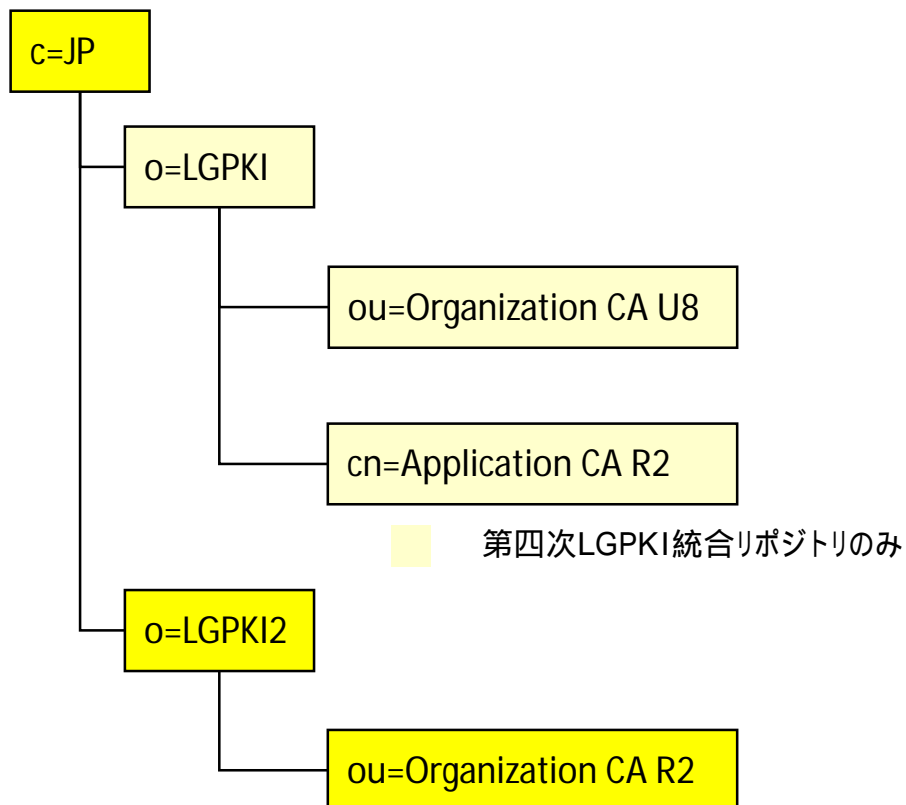 c=JP
o=LGPKI
ou=Organization CA U8
cn=Application CA R2
第四次LGPKI統合リポジトリのみ
o=LGPKI2
ou=Organization CA R2